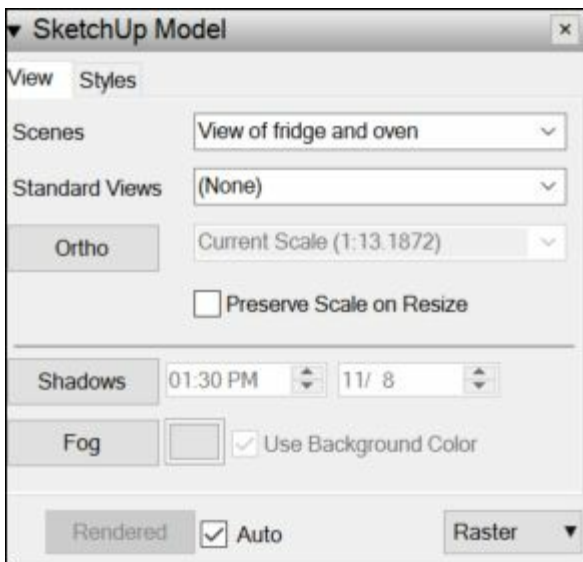 SketchUp Model
View Styles
Scenes View of fridge and oven
Standard Views (None)
Ortho Current Scale (1:13.1872)
Preserve Scale on Resize
Shadows 01:30 PM 11/ 8
Fog Use Background Color
Rendered Auto Raster